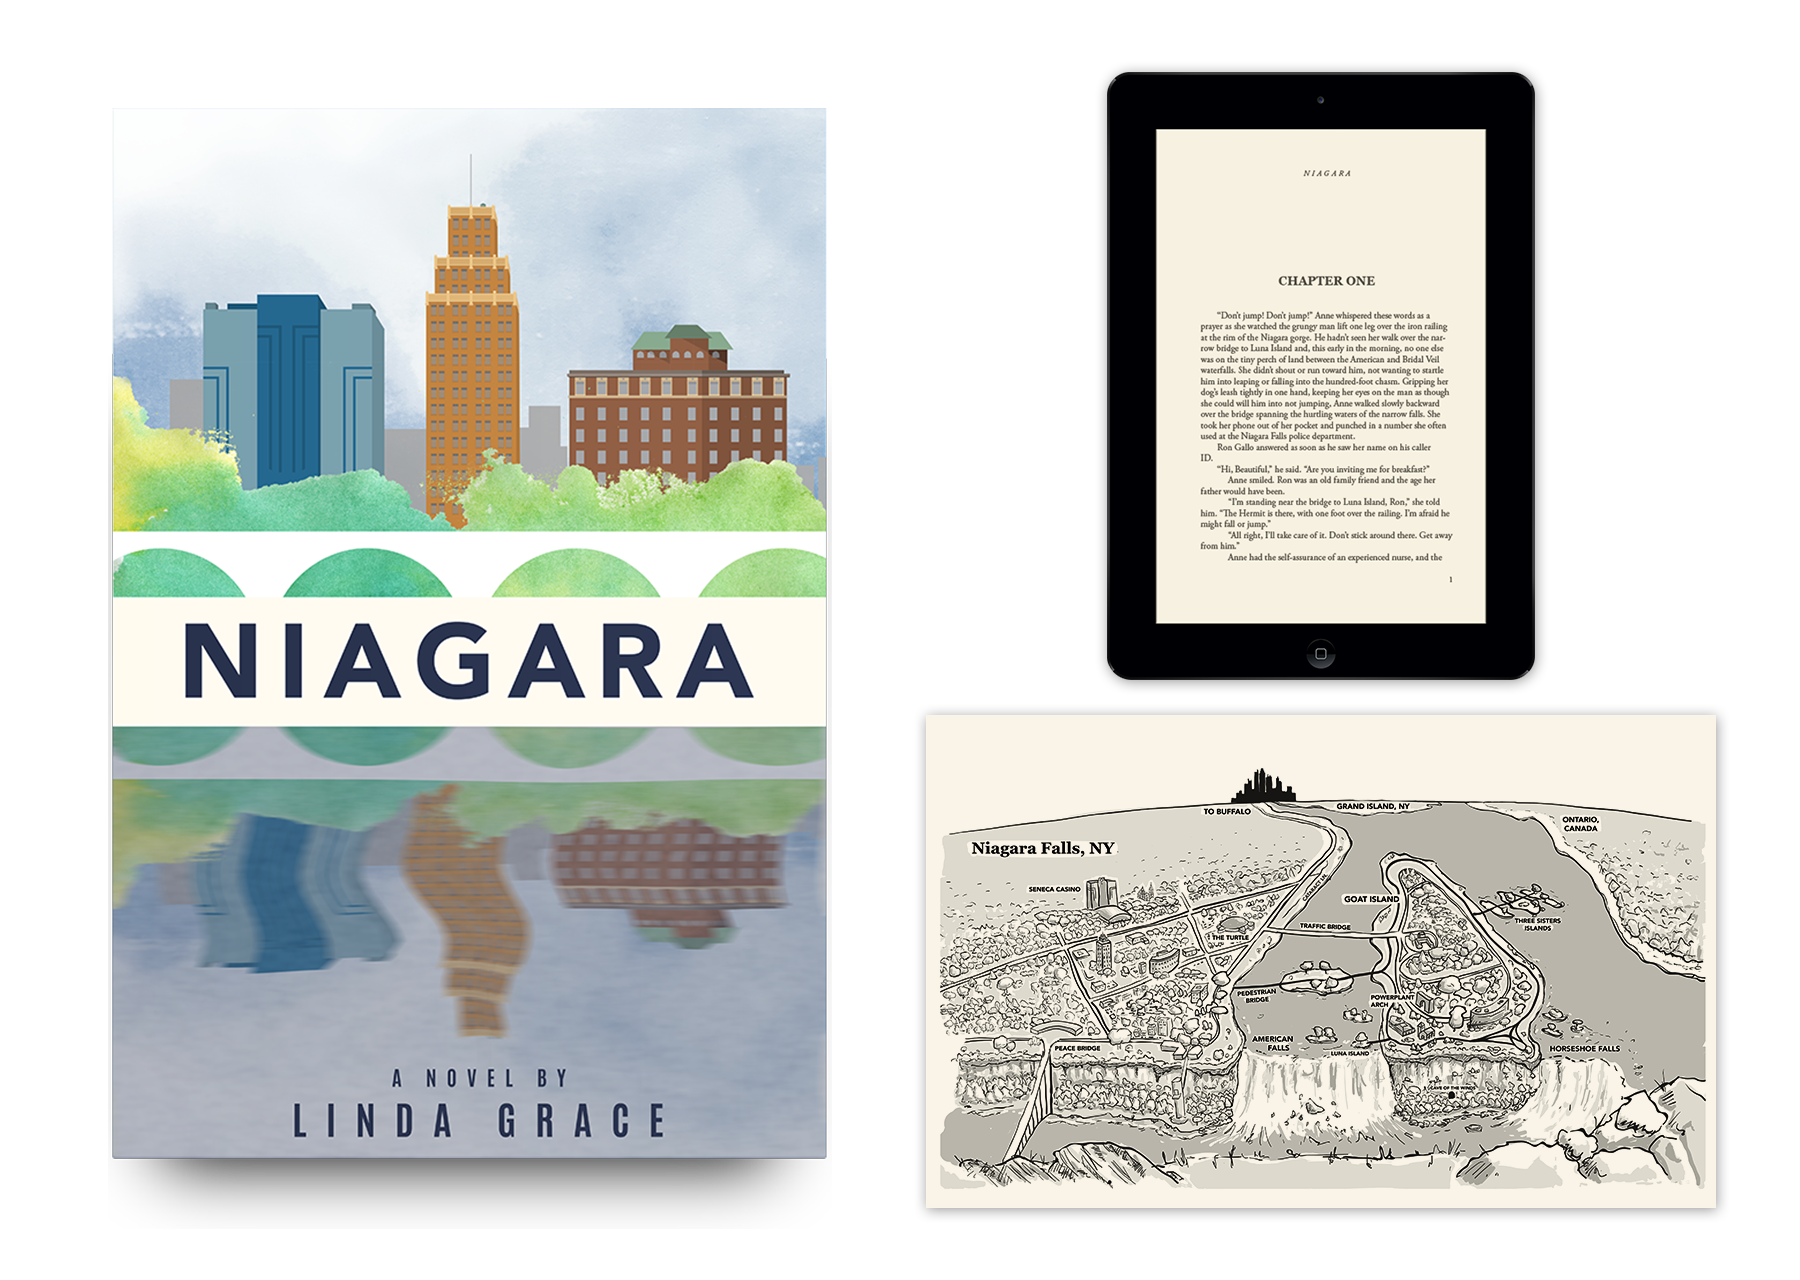 NIAGARA
A NOVEL BY
LINDA GRACE
NIAGARA
CHAPTER ONE
“Don’t jump! Don’t jump!” Anne whispered these words as a
prayer as she watched the grungy man lift one leg over the iron railing
at the rim of the Niagara gorge. He hadn’t seen her walk over the nar-
row bridge to Luna Island and, this early in the morning, no one else
was on the tiny perch of land between the American and Bridal Veil
waterfalls. She didn’t shout or run toward him, not wanting to startle
him into leaping or falling into the hundred-foot chasm. Gripping her
dog’s leash tightly in one hand, keeping her eyes on the man as though
she could will him into not jumping, Anne walked slowly backward
over the bridge spanning the hurtling waters of the narrow falls. She
took her phone out of her pocket and punched in a number she often
used at the Niagara Falls police department.
Ron Gallo answered as soon as he saw her name on his caller
ID.
“Hi, Beautiful,” he said. “Are you inviting me for breakfast?”
Anne smiled. Ron was an old family friend and the age her
father would have been.
“I’m standing near the bridge to Luna Island, Ron,” she told
him. “The Hermit is there, with one foot over the railing. I’m afraid he
might fall or jump.”
“All right, I’ll take care of it. Don’t stick around there. Get away
from him.”
Anne had the self-assurance of an experienced nurse, and the
1
TO BUFFALO
GRAND ISLAND, NY
ONTARIO,
CANADA
Niagara Falls, NY
SENECA CASINO
GOAT ISLAND
THREE SISTERS
ISLANDS
TRAFFIC BRIDGE
THE TURTLE
PEDESTRIAN
BRIDGE
POWERPLANT
ARCH
AMERICAN
FALLS
LUNA ISLAND
HORSESHOE FALLS
PEACE BRIDGE
CAVE OF THE WINDS